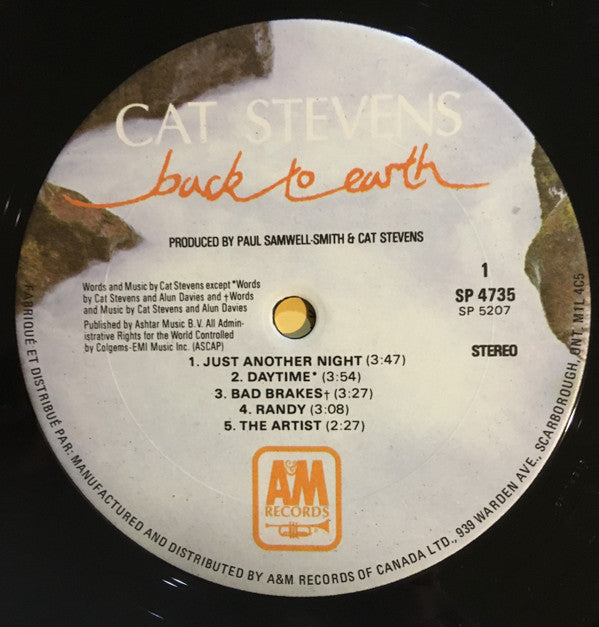 CAT STEVENS
back to earth
PRODUCED BY PAUL SAMWELL-SMITH & CAT STEVENS
Words and Music by Cat Stevens except *Words
by Cat Stevens and Alun Davies and †Words
and Music by Cat Stevens and Alun Davies
Published by Ashtar Music B.V. All Admin-
istrative Rights for the World Controlled
by Colgems-EMI Music Inc. (ASCAP)
1
SP 4735
SP 5207
STEREO
1. JUST ANOTHER NIGHT (3:47)
2. DAYTIME* (3:54)
3. BAD BRAKES† (3:27)
4. RANDY (3:08)
5. THE ARTIST (2:27)
A&M
RECORDS
FABRIQUÉ ET DISTRIBUÉ PAR: MANUFACTURED AND DISTRIBUTED BY A&M RECORDS OF CANADA LTD., 939 WARDEN AVE., SCARBOROUGH, ONT. M1L 4C5